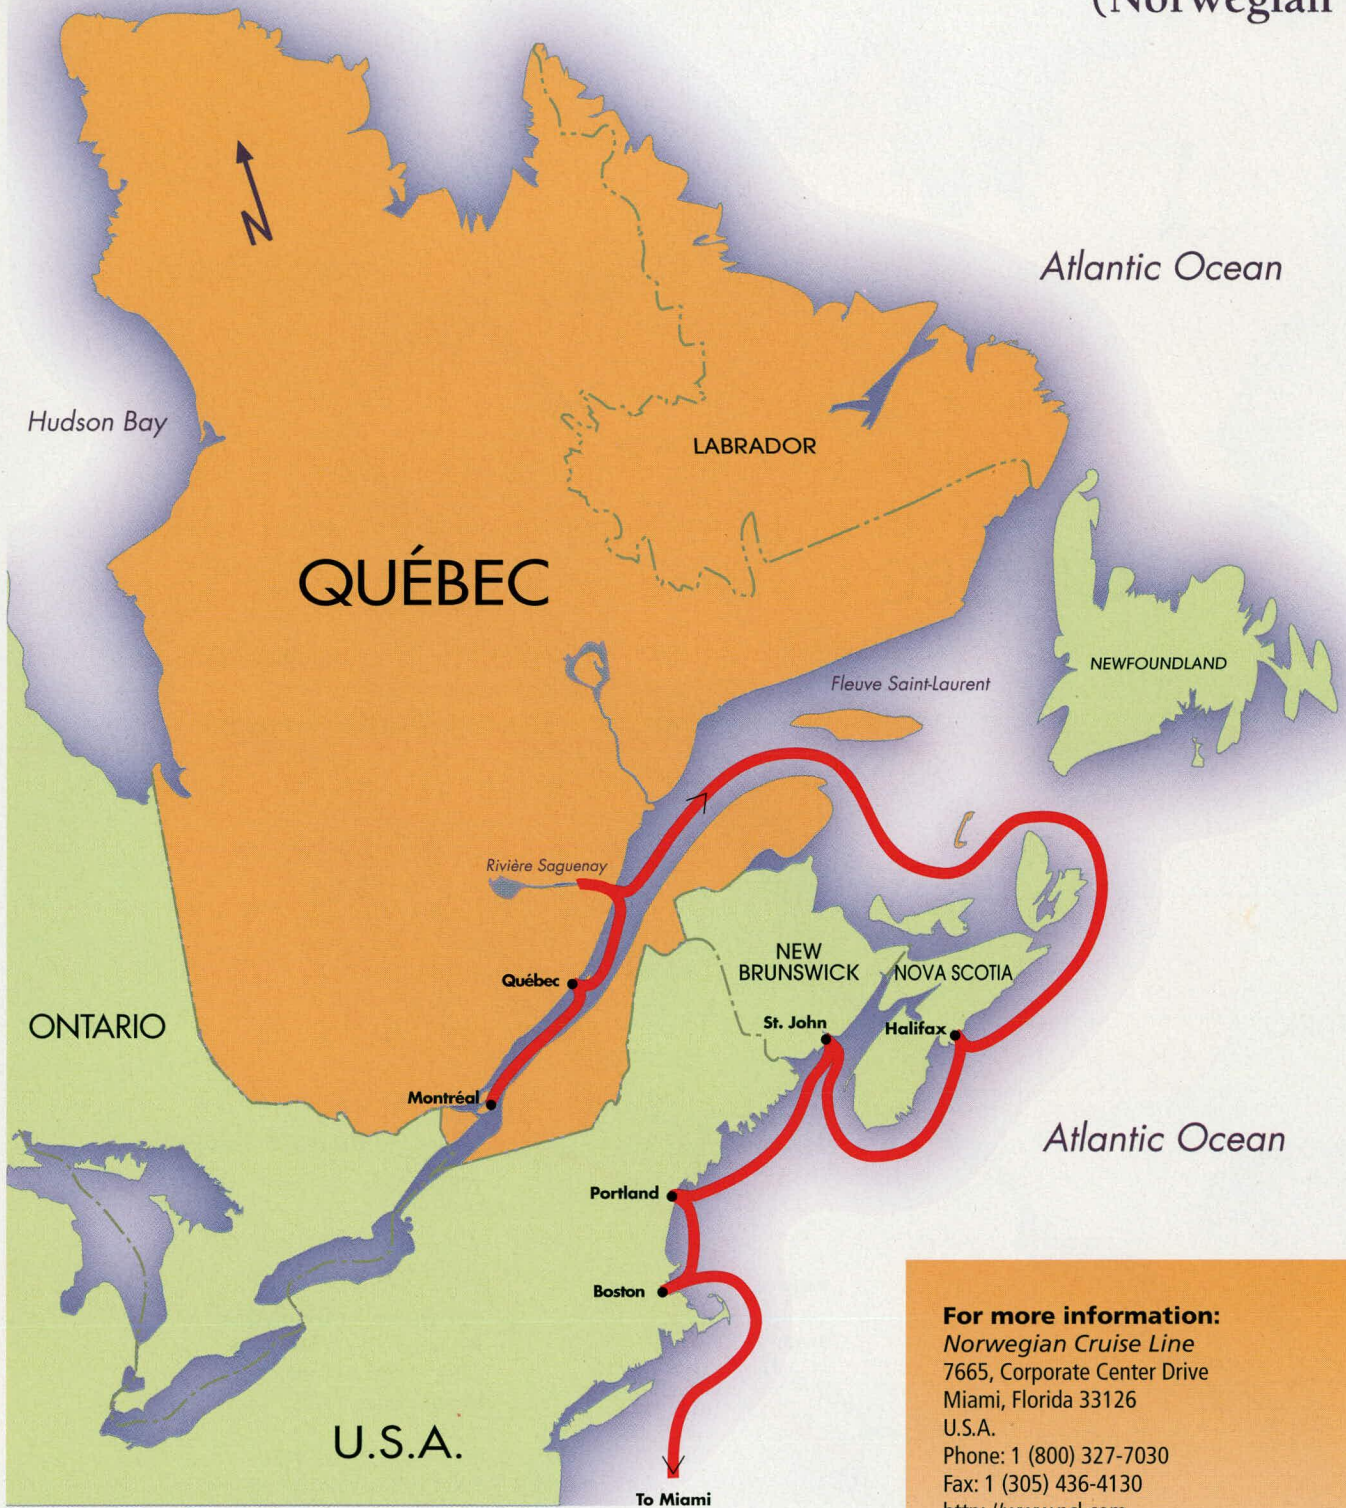 (Norwegian
N
Atlantic Ocean
Hudson Bay
LABRADOR
QUÉBEC
NEWFOUNDLAND
Fleuve Saint-Laurent
Rivière Saguenay
NEW
BRUNSWICK
NOVA SCOTIA
Québec
ONTARIO
St. John
Halifax
Montréal
Atlantic Ocean
Portland
Boston
For more information:
Norwegian Cruise Line
7665, Corporate Center Drive
Miami, Florida 33126
U.S.A.
Phone: 1 (800) 327-7030
Fax: 1 (305) 436-4130
U.S.A.
To Miami